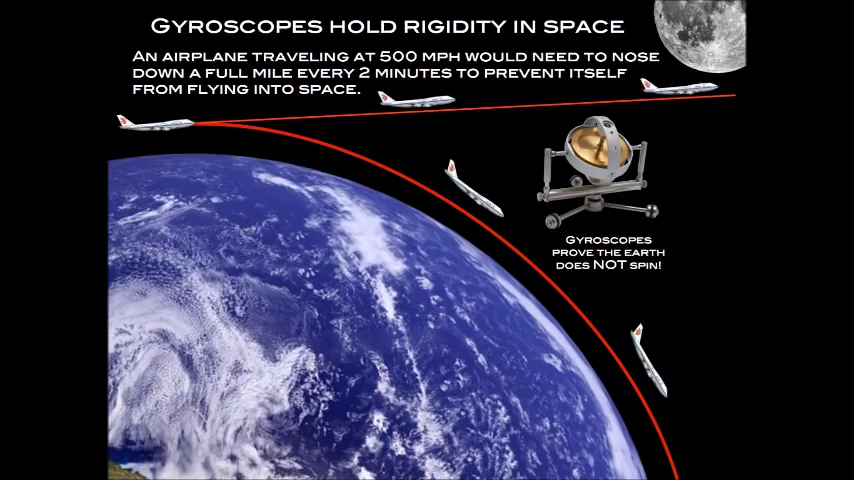 Gyroscopes hold rigidity in space
An airplane traveling at 500 mph would need to nose
down a full mile every 2 minutes to prevent itself
from flying into space.
Gyroscopes
prove the earth
does NOT spin!